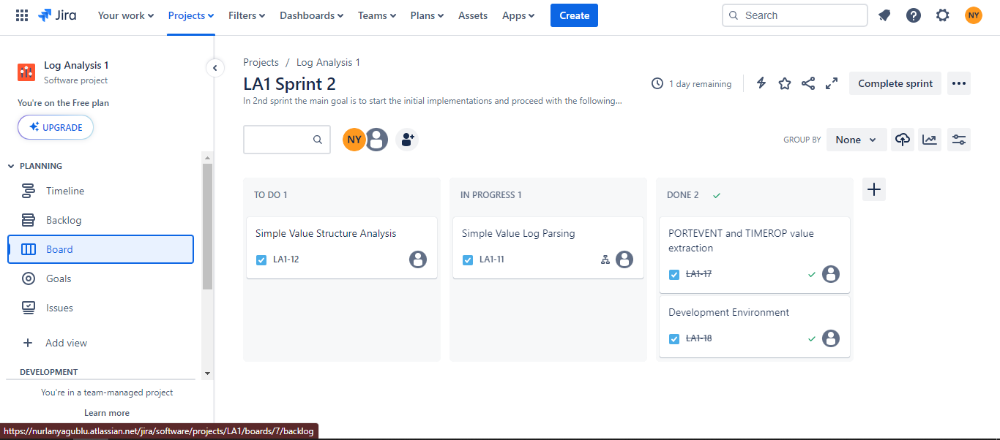 Jira Your work Projects Filters Dashboards Teams Plans Assets Apps Create Search NY
Log Analysis 1
Software project
You're on the Free plan
UPGRADE
PLANNING
Timeline
Backlog
Board
Goals
Issues
Add view
DEVELOPMENT
You're in a team-managed project
Learn more
https://nurlanyagublu.atlassian.net/jira/software/projects/LA1/boards/7/backlog
Projects / Log Analysis 1
LA1 Sprint 2
1 day remaining
Complete sprint
In 2nd sprint the main goal is to start the initial implementations and proceed with the following...
NY
GROUP BY None
TO DO 1
Simple Value Structure Analysis
LA1-12
IN PROGRESS 1
Simple Value Log Parsing
LA1-11
DONE 2
PORTEVENT and TIMEROP value
extraction
LA1-17
Development Environment
LA1-18